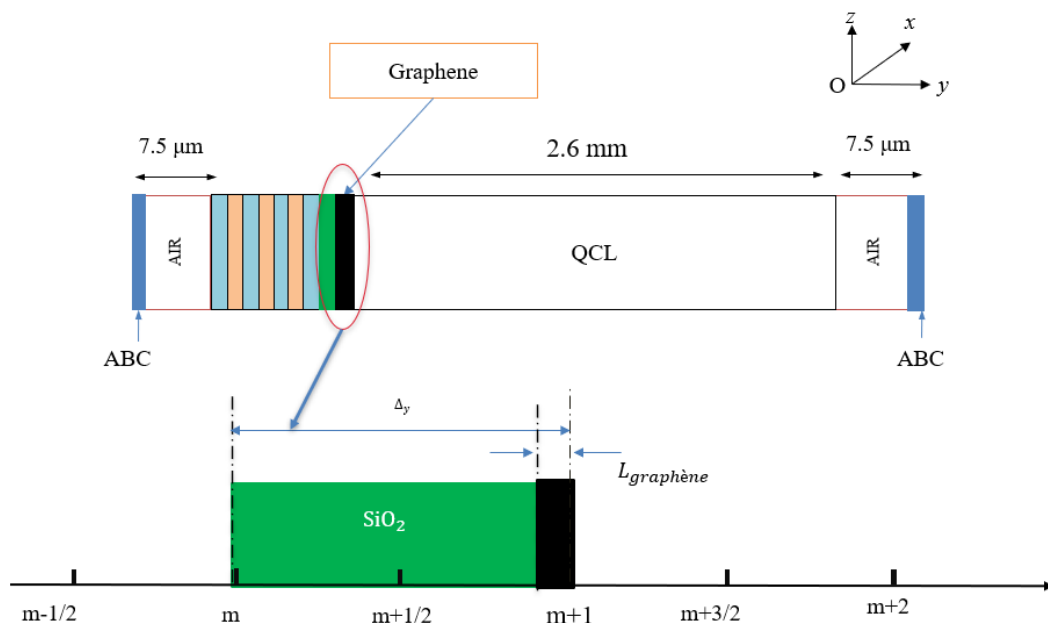 z
x
O
y
Graphene
7.5 μm
2.6 mm
7.5 μm
AIR
QCL
AIR
ABC
ABC
Δy
Lgraphène
SiO₂
m-1/2
m
m+1/2
m+1
m+3/2
m+2